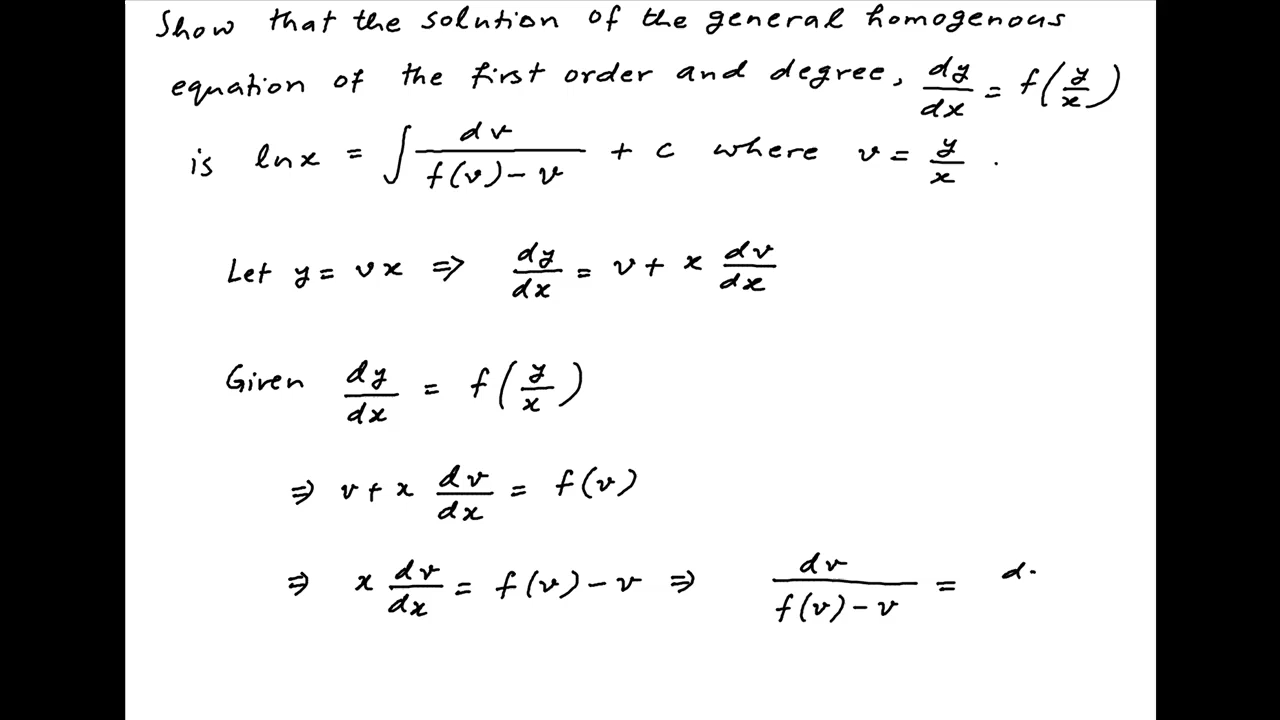 Show that the solution of the general homogenous
equation of the first order and degree, dy/dx = f(y/x)
is lnx = ∫ dv/(f(v) – v) + c where v = y/x .
Let y = vx ⇒ dy/dx = v + x dv/dx
Given dy/dx = f(y/x)
⇒ v + x dv/dx = f(v)
⇒ x dv/dx = f(v) – v ⇒ dv/(f(v) – v) = d